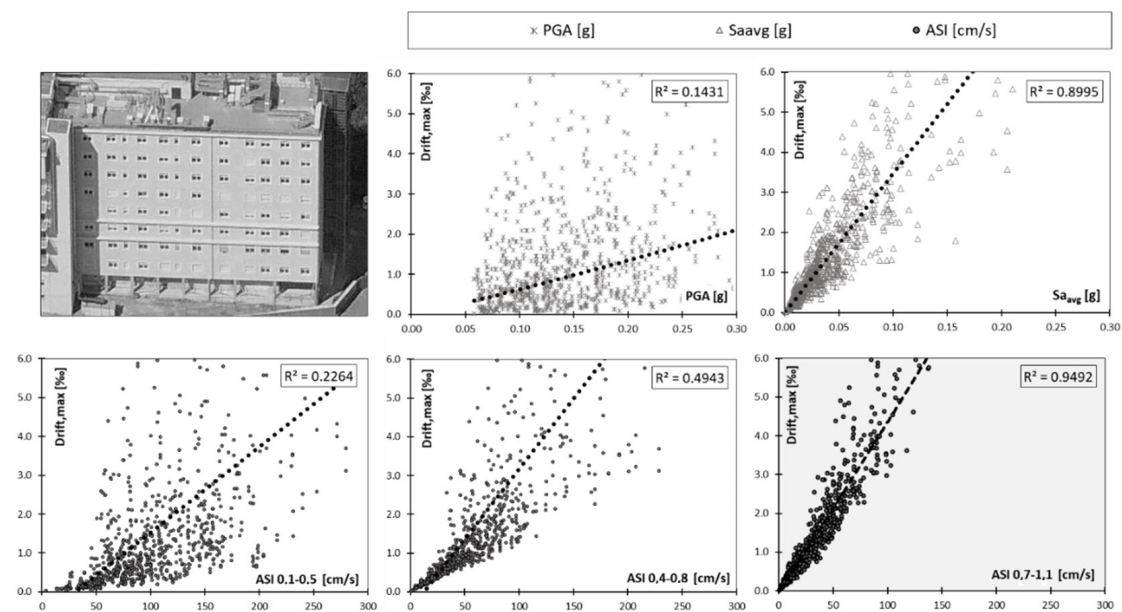 PGA [g] Saavg [g] ASI [cm/s]
Drift,max [‰]
6.0
5.0
4.0
3.0
2.0
1.0
0.0
R² = 0.1431
PGA [g]
0.00 0.05 0.10 0.15 0.20 0.25 0.30
Drift,max [‰]
6.0
5.0
4.0
3.0
2.0
1.0
0.0
R² = 0.8995
Saavg [g]
0.00 0.05 0.10 0.15 0.20 0.25 0.30
Drift,max [‰]
6.0
5.0
4.0
3.0
2.0
1.0
0.0
R² = 0.2264
ASI 0,1-0.5 [cm/s]
0 50 100 150 200 250 300
Drift,max [‰]
6.0
5.0
4.0
3.0
2.0
1.0
0.0
R² = 0.4943
ASI 0,4-0.8 [cm/s]
0 50 100 150 200 250 300
Drift,max [‰]
6.0
5.0
4.0
3.0
2.0
1.0
0.0
R² = 0.9492
ASI 0,7-1,1 [cm/s]
0 50 100 150 200 250 300